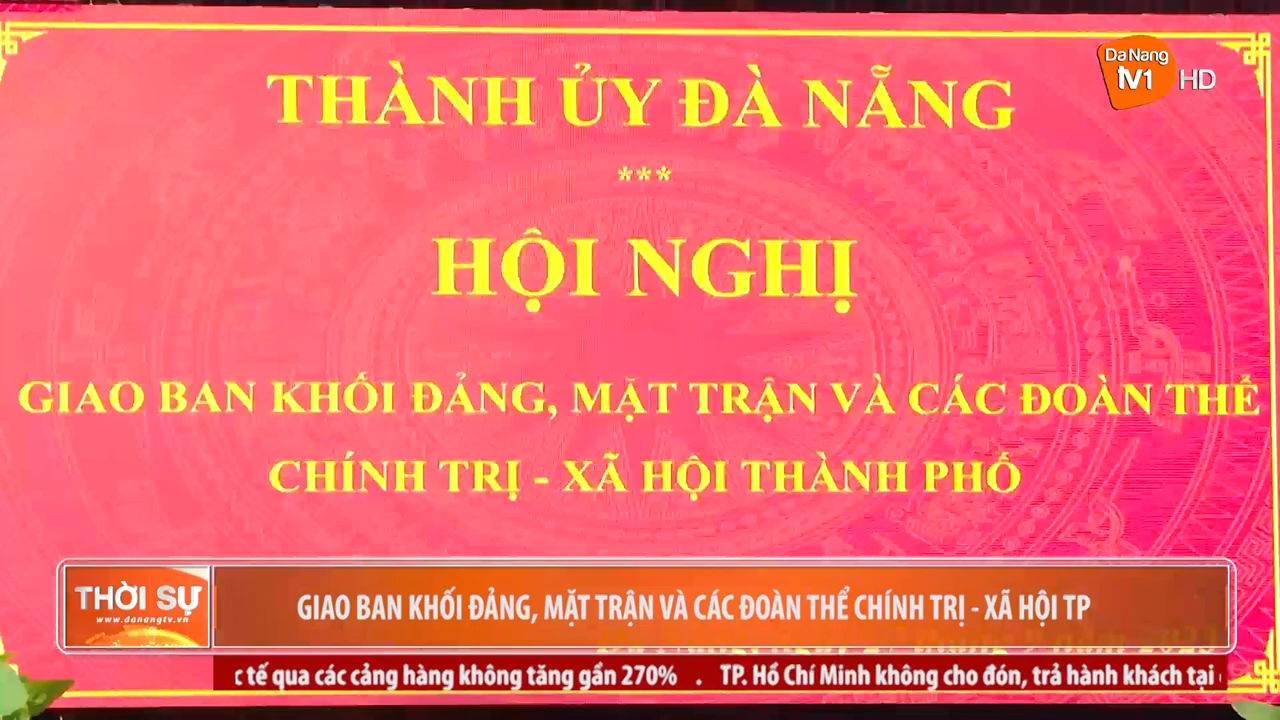 THÀNH ỦY ĐÀ NẴNG
***
HỘI NGHỊ
GIAO BAN KHỐI ĐẢNG, MẶT TRẬN VÀ CÁC ĐOÀN THỂ
CHÍNH TRỊ - XÃ HỘI THÀNH PHỐ
DaNang
TV1 HD
THỜI SỰ
www.danangtv.vn
GIAO BAN KHỐI ĐẢNG, MẶT TRẬN VÀ CÁC ĐOÀN THỂ CHÍNH TRỊ - XÃ HỘI TP
tế qua các cảng hàng không tăng gần 270% . TP. Hồ Chí Minh không cho đón, trả hành khách tại